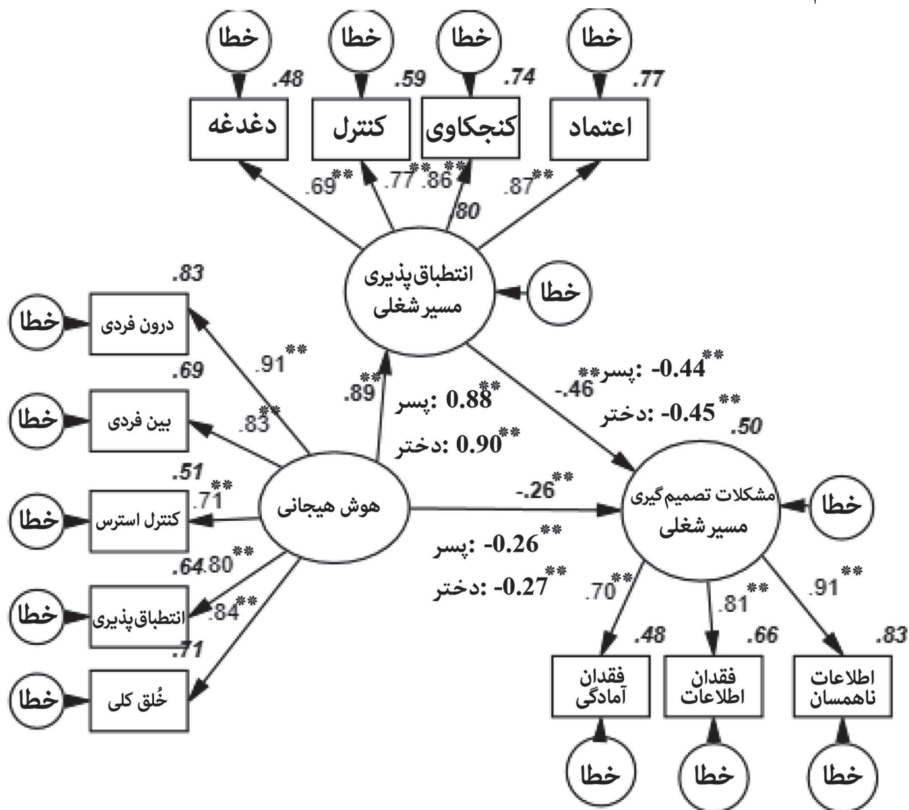 خطا
خطا
خطا
خطا
.48
.59
.74
.77
دغدغه
کنترل
کنجکاوی
اعتماد
.69**
.77**
.86**
.87**
.80
انتطباق‌پذیری
مسیر شغلی
خطا
.83
خطا
درون فردی
.91**
.69
خطا
بین فردی
.83**
.89**
پسر: 0.88**
دختر: 0.90**
-.46**
پسر: -0.44**
دختر: -0.45**
.50
.51
خطا
کنترل استرس
.71**
هوش هیجانی
-.26**
پسر: -0.26**
دختر: -0.27**
مشکلات تصمیم‌گیری
مسیر شغلی
خطا
.64
.80**
خطا
انتطباق‌پذیری
.84**
.71
خطا
خُلق کلی
.70**
.81**
.91**
.48
.66
.83
فقدان
آمادگی
فقدان
اطلاعات
اطلاعات
ناهمسان
خطا
خطا
خطا